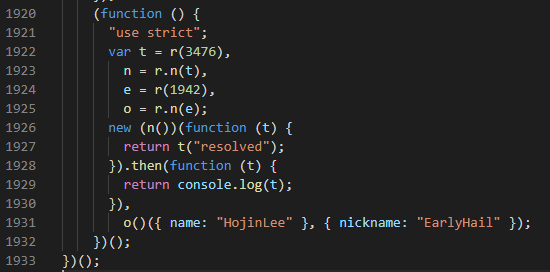 1920 (function () {
1921 "use strict";
1922 var t = r(3476),
1923 n = r.n(t),
1924 e = r(1942),
1925 o = r.n(e);
1926 new (n())(function (t) {
1927 return t("resolved");
1928 }).then(function (t) {
1929 return console.log(t);
1930 }),
1931 o()({ name: "HojinLee" }, { nickname: "EarlyHail" });
1932 })();
1933 })();